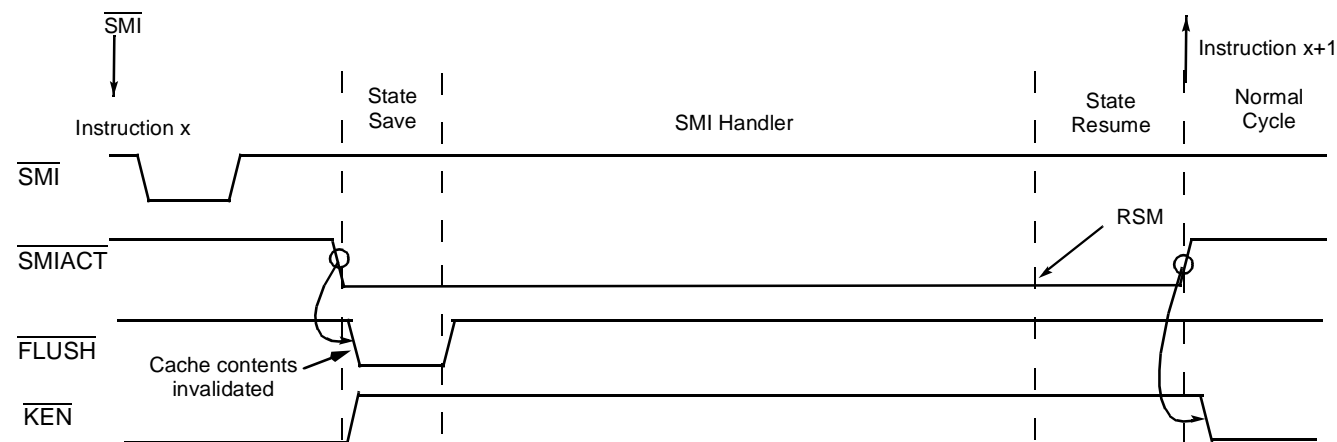 SMI
Instruction x+1
State
Save
State
Resume
Normal
Cycle
SMI Handler
Instruction x
SMI
RSM
SMIACT
FLUSH
Cache contents
invalidated
KEN